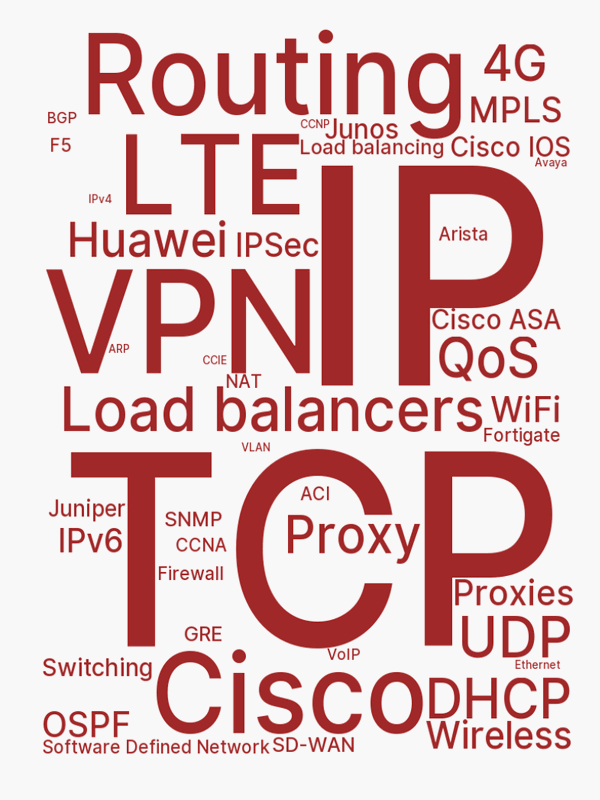 Routing
4G
MPLS
BGP
CCNP
Junos
F5
LTE
Load balancing
Cisco IOS
Avaya
IPv4
IP
Huawei
IPSec
Arista
VPN
Cisco ASA
ARP
CCIE
QoS
NAT
Load balancers
WiFi
Fortigate
VLAN
TCP
ACI
Juniper
SNMP
Proxy
IPv6
CCNA
Firewall
Proxies
GRE
UDP
VoIP
Ethernet
Switching
Cisco
DHCP
OSPF
Wireless
Software Defined Network
SD-WAN